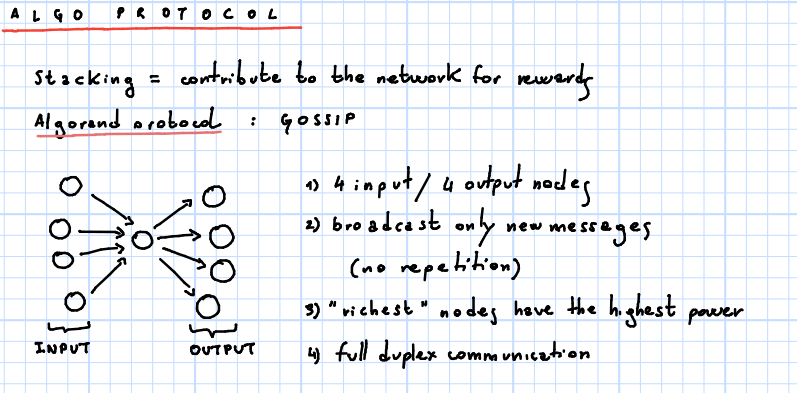 ALGO PROTOCOL
Stacking = contribute to the network for rewards
Algorand protocol : GOSSIP
1) 4 input / 4 output nodes
2) broadcast only new messages
(no repetition)
3) "richest" nodes have the highest power
4) full duplex communication
INPUT
OUTPUT